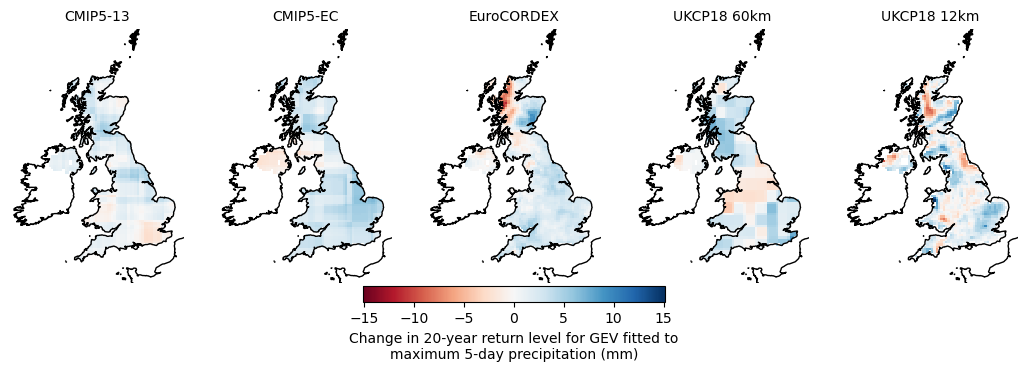 CMIP5-13 CMIP5-EC EuroCORDEX UKCP18 60km UKCP18 12km
−15 −10 −5 0 5 10 15
Change in 20-year return level for GEV fitted to
maximum 5-day precipitation (mm)